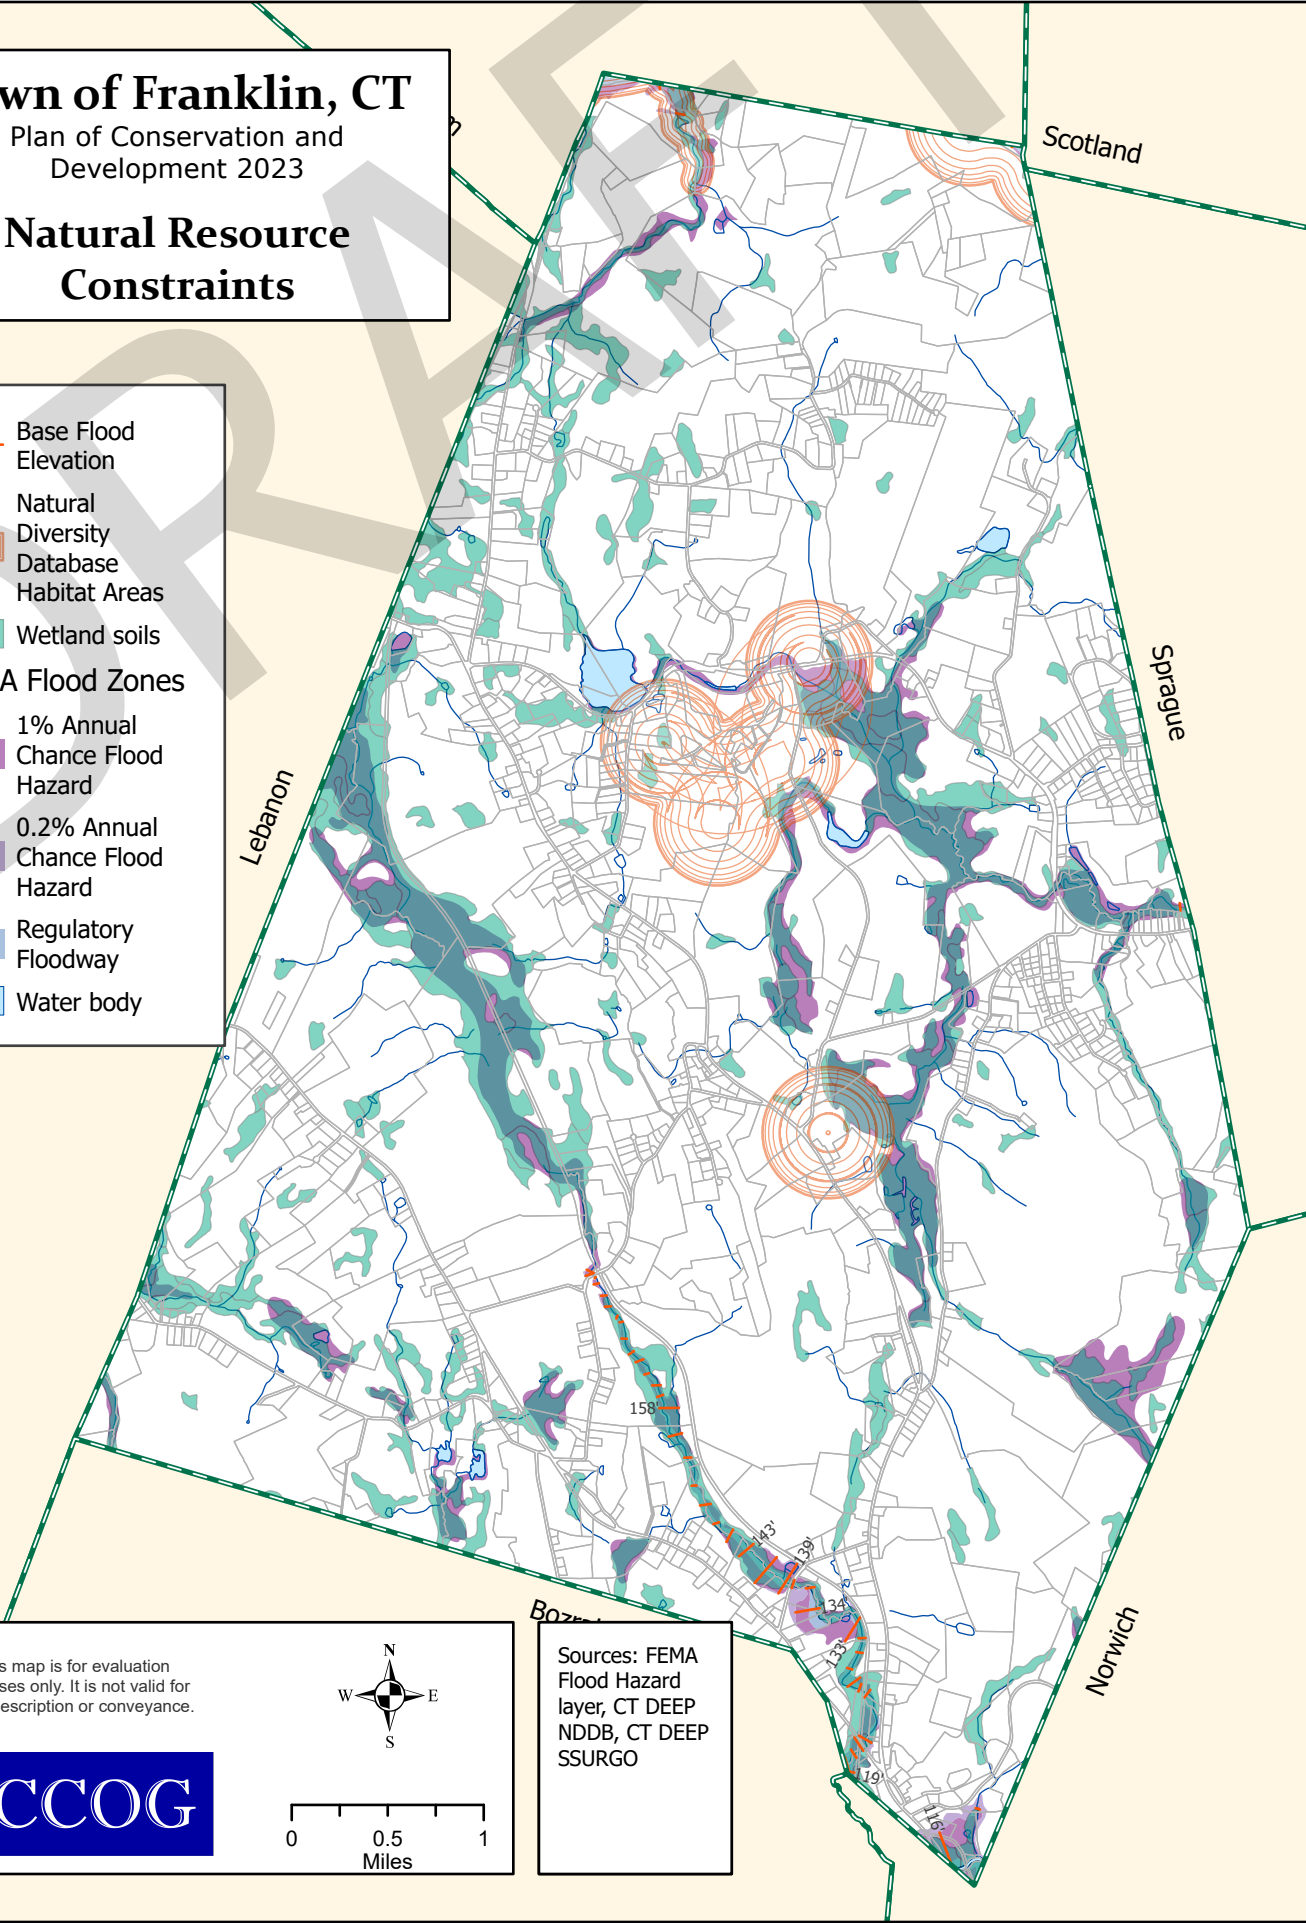 wn of Franklin, CT
Plan of Conservation and
Development 2023
Natural Resource
Constraints
Scotland
Base Flood
Elevation
Natural
Diversity
Database
Habitat Areas
Wetland soils
A Flood Zones
1% Annual
Chance Flood
Hazard
0.2% Annual
Chance Flood
Hazard
Regulatory
Floodway
Water body
Lebanon
Sprague
158'
143'
139'
134'
133'
119'
116'
Norwich
s map is for evaluation
ses only. It is not valid for
escription or conveyance.
N
W E
S
CCOG
0 0.5 1
Miles
Sources: FEMA
Flood Hazard
layer, CT DEEP
NDDB, CT DEEP
SSURGO
DRAFT